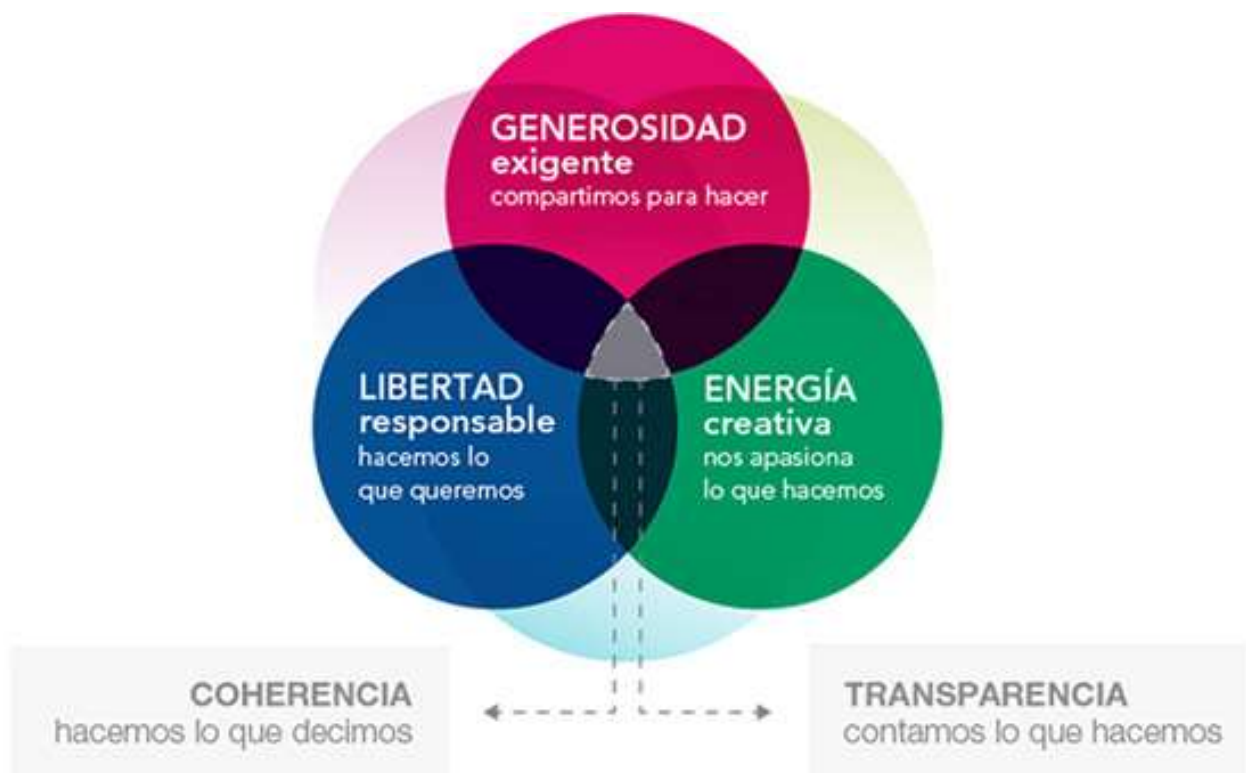 GENEROSIDAD
exigente
compartimos para hacer
LIBERTAD
responsable
hacemos lo
que queremos
ENERGÍA
creativa
nos apasiona
lo que hacemos
COHERENCIA
hacemos lo que decimos
TRANSPARENCIA
contamos lo que hacemos